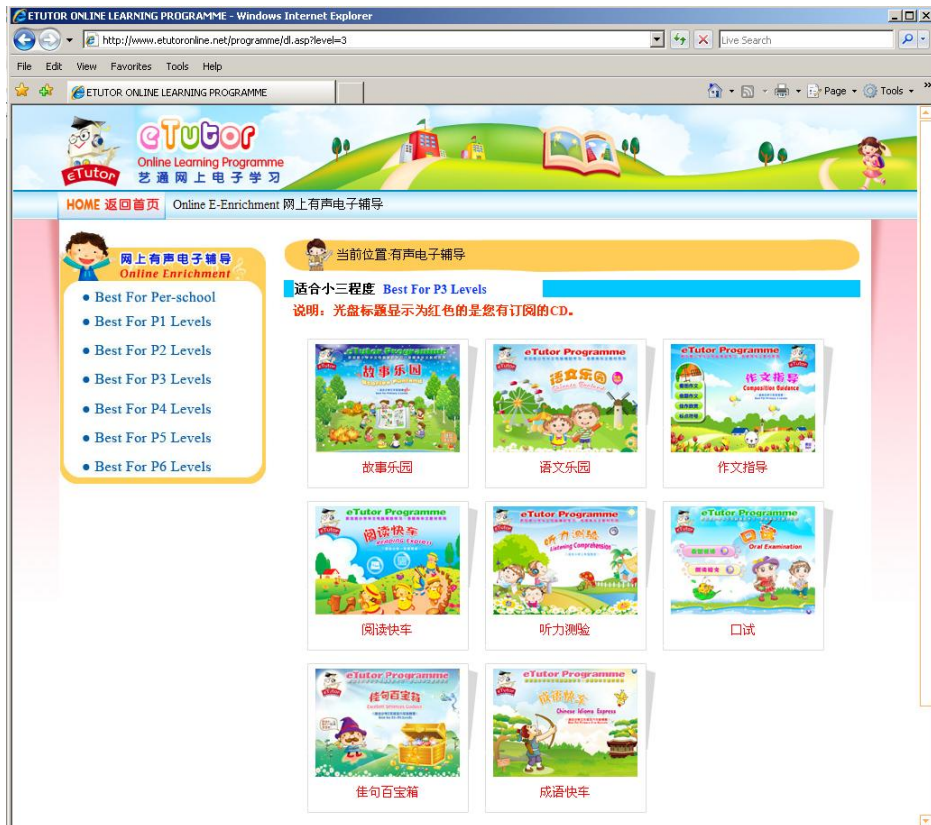 ETUTOR ONLINE LEARNING PROGRAMME - Windows Internet Explorer
http://www.etutoronline.net/programme/dl.asp?level=3
Live Search
File Edit View Favorites Tools Help
ETUTOR ONLINE LEARNING PROGRAMME
Page Tools
eTutor
eTutor
Online Learning Programme
艺通网上电子学习
HOME 返回首页 Online E-Enrichment 网上有声电子辅导
网上有声电子辅导
Online Enrichment
Best For Per-school
Best For P1 Levels
Best For P2 Levels
Best For P3 Levels
Best For P4 Levels
Best For P5 Levels
Best For P6 Levels
当前位置:有声电子辅导
适合小三程度 Best For P3 Levels
说明：光盘标题显示为红色的是您有订阅的CD。
eTutor Programme
故事乐园
故事乐园
eTutor Programme
语文乐园
语文乐园
eTutor Programme
作文指导
Composition Guidance
作文指导
eTutor Programme
阅读快车
Reading Express
阅读快车
eTutor Programme
听力测验
Listening Comprehension
听力测验
eTutor Programme
口试
Oral Examination
口试
eTutor Programme
佳句百宝箱
佳句百宝箱
eTutor Programme
成语快车
Chinese Idioms Express
成语快车